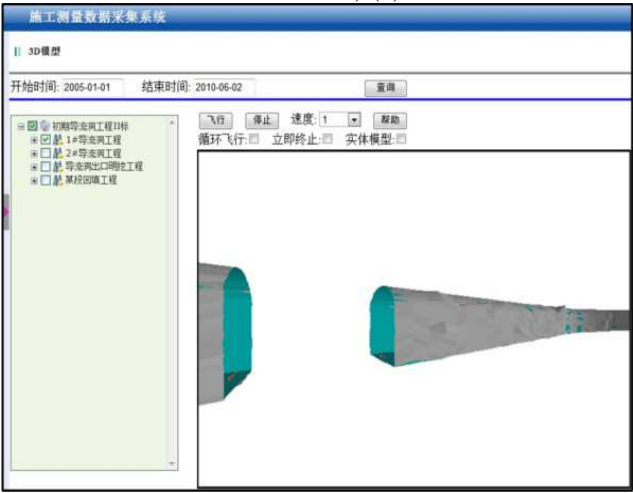 施工测量数据采集系统
3D模型
开始时间: 2005-01-01 结束时间: 2010-06-02 查询
初期导流洞工程II标
1#导流洞工程
2#导流洞工程
导流洞出口明挖工程
某段回填工程
飞行 停止 速度: 1 帮助
循环飞行: 立即终止: 实体模型: